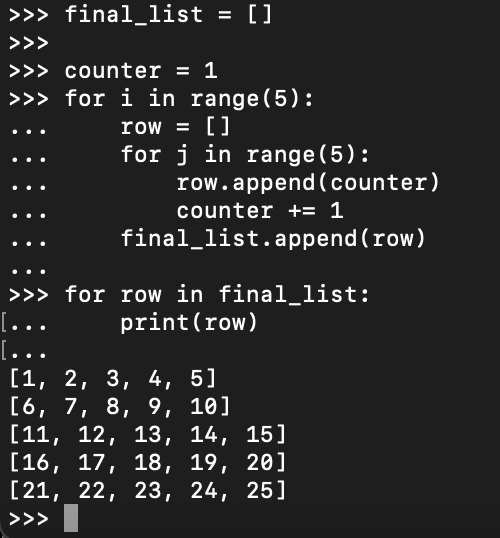 >>> final_list = []
>>>
>>> counter = 1
>>> for i in range(5):
...     row = []
...     for j in range(5):
...         row.append(counter)
...         counter += 1
...     final_list.append(row)
...
>>> for row in final_list:
[...     print(row)
[...
[1, 2, 3, 4, 5]
[6, 7, 8, 9, 10]
[11, 12, 13, 14, 15]
[16, 17, 18, 19, 20]
[21, 22, 23, 24, 25]
>>>